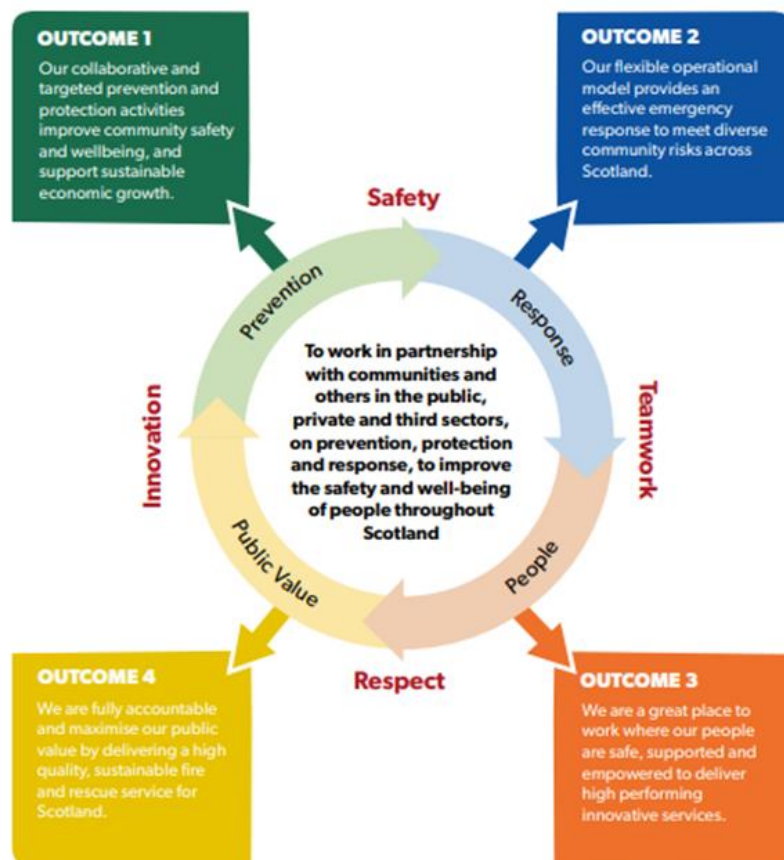 OUTCOME 1
Our collaborative and
targeted prevention and
protection activities
improve community safety
and wellbeing, and
support sustainable
economic growth.
OUTCOME 2
Our flexible operational
model provides an
effective emergency
response to meet diverse
community risks across
Scotland.
Safety
Prevention
Response
Innovation
To work in partnership
with communities and
others in the public,
private and third sectors,
on prevention, protection
and response, to improve
the safety and well-being
of people throughout
Scotland
Teamwork
Public Value
People
Respect
OUTCOME 4
We are fully accountable
and maximise our public
value by delivering a high
quality, sustainable fire
and rescue service for
Scotland.
OUTCOME 3
We are a great place to
work where our people
are safe, supported and
empowered to deliver
high performing
innovative services.